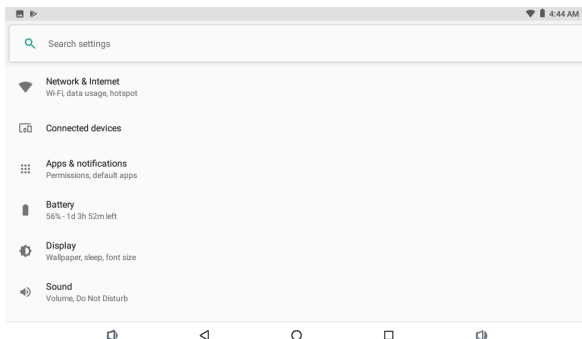 4:44 AM
Search settings
Network & Internet
Wi-Fi, data usage, hotspot
Connected devices
Apps & notifications
Permissions, default apps
Battery
56% - 1d 3h 52m left
Display
Wallpaper, sleep, font size
Sound
Volume, Do Not Disturb